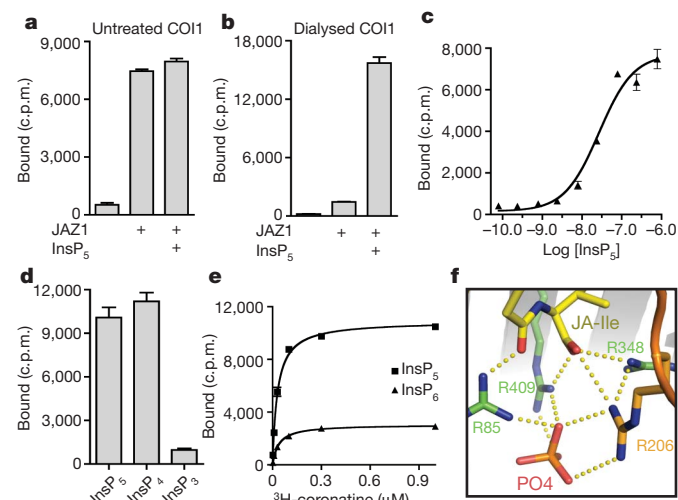 a
Untreated COI1
9,000
6,000
3,000
0
Bound (c.p.m.)
JAZ1 + +
InsP5 +
b
Dialysed COI1
18,000
12,000
6,000
0
Bound (c.p.m.)
JAZ1 + +
InsP5 +
c
8,000
6,000
4,000
2,000
0
Bound (c.p.m.)
-10.0 -9.0 -8.0 -7.0 -6.0
Log [InsP5]
d
12,000
9,000
6,000
3,000
0
Bound (c.p.m.)
InsP5 InsP4 InsP3
e
12,000
8,000
4,000
0
Bound (c.p.m.)
InsP5
InsP6
0 0.3 0.6 0.9
3H-coronatine (μM)
f
JA-Ile
R348
R409
R85
R206
PO4